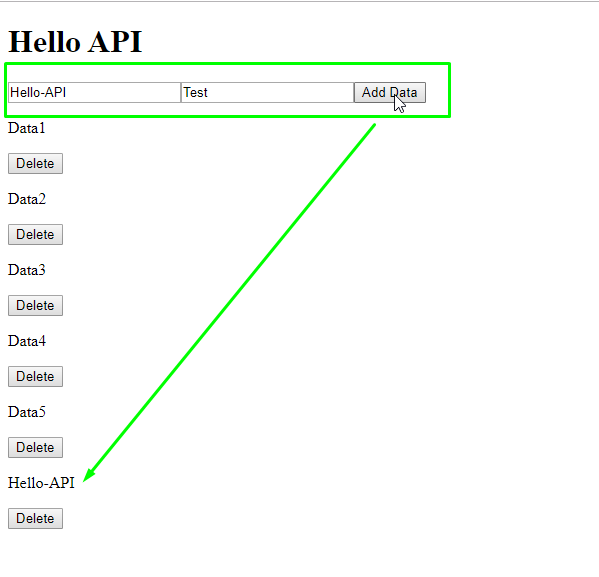 Hello API
Hello-API Test Add Data
Data1
Delete
Data2
Delete
Data3
Delete
Data4
Delete
Data5
Delete
Hello-API
Delete